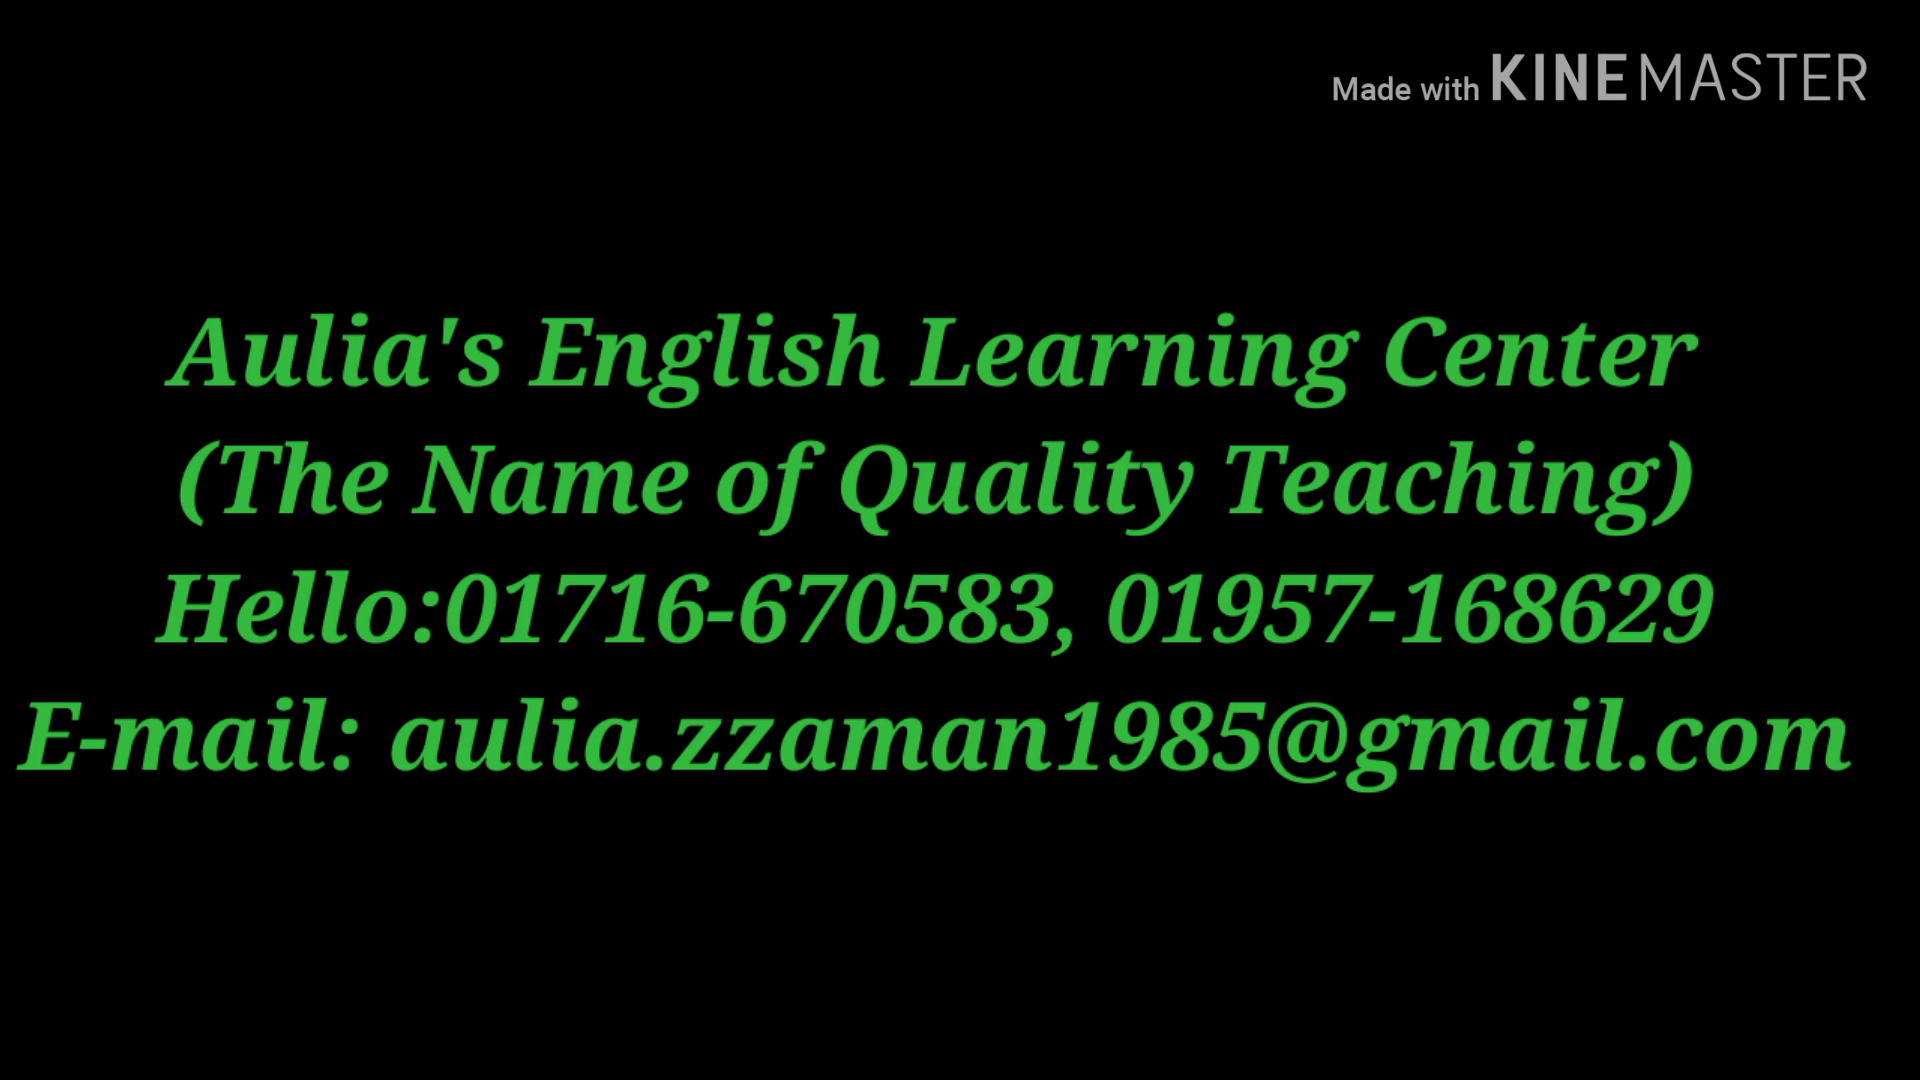 Made with KINEMASTER
Aulia's English Learning Center
(The Name of Quality Teaching)
Hello:01716-670583, 01957-168629
E-mail: aulia.zzaman1985@gmail.com